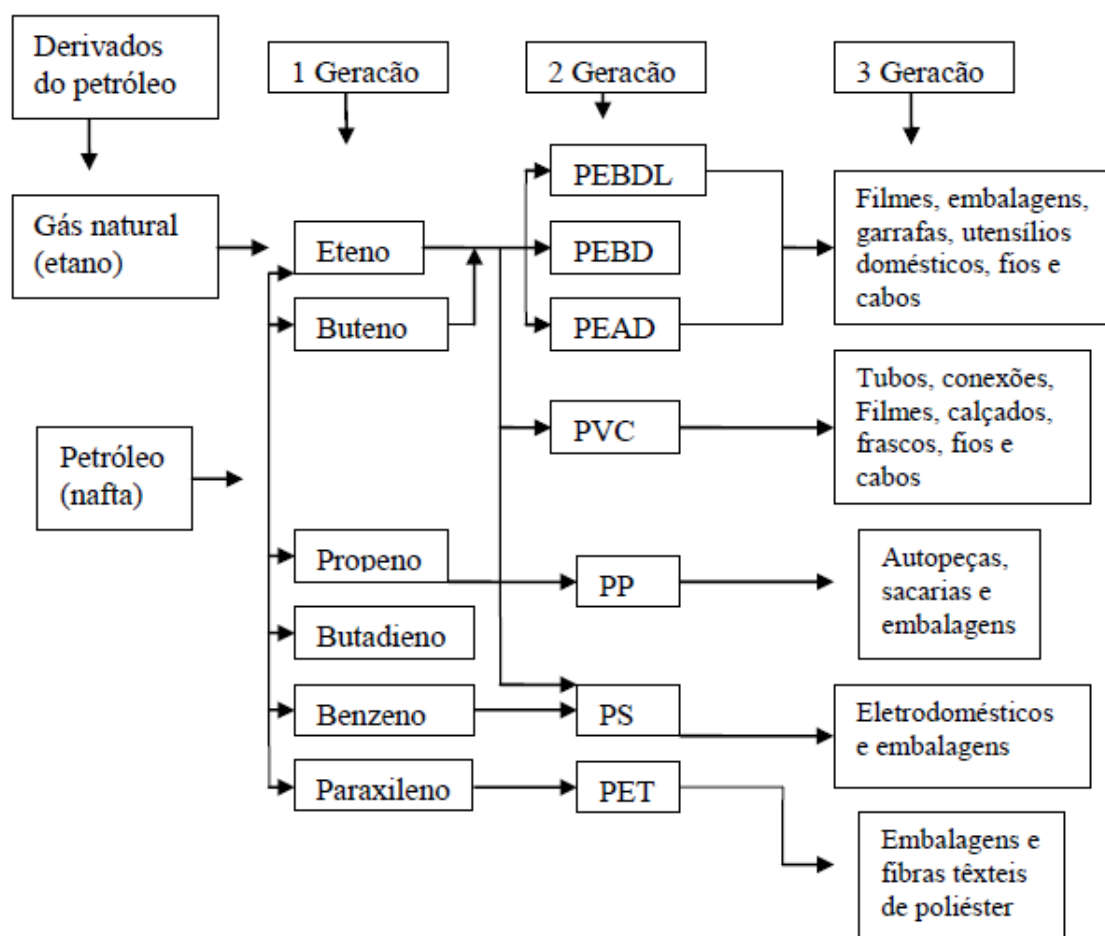 Derivados
do petróleo
1 Geracão
2 Geracão
3 Geracão
Gás natural
(etano)
Petróleo
(nafta)
Eteno
Buteno
Propeno
Butadieno
Benzeno
Paraxileno
PEBDL
PEBD
PEAD
PVC
PP
PS
PET
Filmes, embalagens,
garrafas, utensílios
domésticos, fios e
cabos
Tubos, conexões,
Filmes, calçados,
frascos, fios e
cabos
Autopeças,
sacarias e
embalagens
Eletrodomésticos
e embalagens
Embalagens e
fibras têxteis
de poliéster